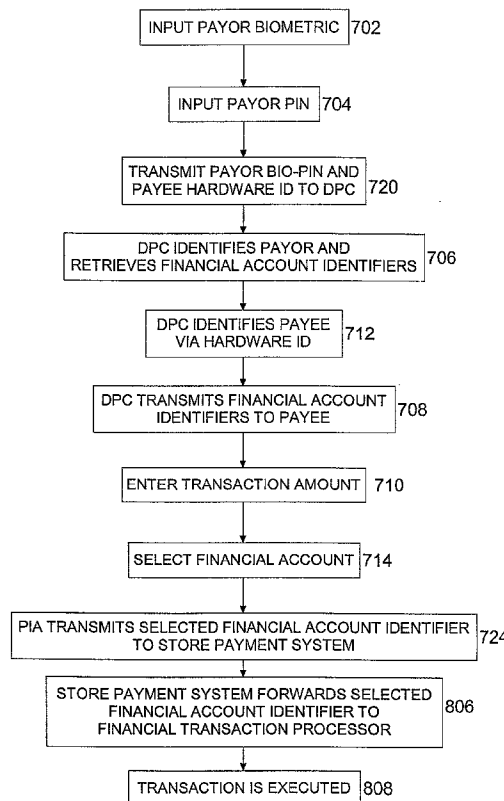 INPUT PAYOR BIOMETRIC 702
INPUT PAYOR PIN 704
TRANSMIT PAYOR BIO-PIN AND
PAYEE HARDWARE ID TO DPC 720
DPC IDENTIFIES PAYOR AND
RETRIEVES FINANCIAL ACCOUNT IDENTIFIERS 706
DPC IDENTIFIES PAYEE
VIA HARDWARE ID 712
DPC TRANSMITS FINANCIAL ACCOUNT
IDENTIFIERS TO PAYEE 708
ENTER TRANSACTION AMOUNT 710
SELECT FINANCIAL ACCOUNT 714
PIA TRANSMITS SELECTED FINANCIAL ACCOUNT IDENTIFIER
TO STORE PAYMENT SYSTEM 724
STORE PAYMENT SYSTEM FORWARDS SELECTED
FINANCIAL ACCOUNT IDENTIFIER TO 806
FINANCIAL TRANSACTION PROCESSOR
TRANSACTION IS EXECUTED 808